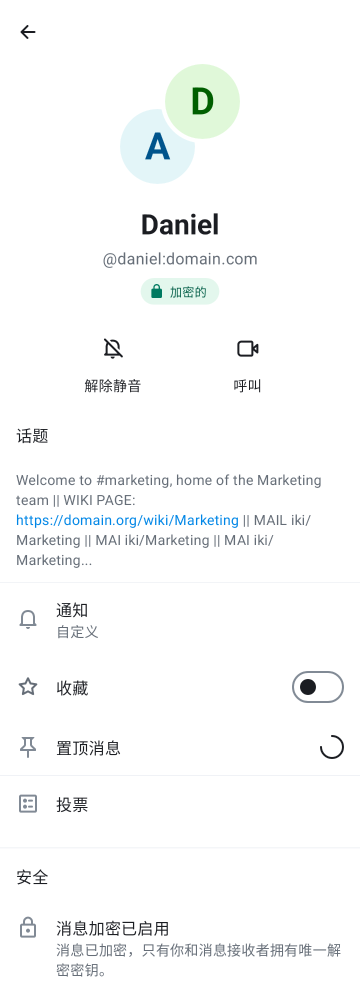 D
A
Daniel
@daniel:domain.com
加密的
解除静音
呼叫
话题
Welcome to #marketing, home of the Marketing
team || WIKI PAGE:
https://domain.org/wiki/Marketing || MAIL iki/
Marketing || MAI iki/Marketing || MAI iki/
Marketing...
通知
自定义
收藏
置顶消息
投票
安全
消息加密已启用
消息已加密，只有你和消息接收者拥有唯一解
密密钥。